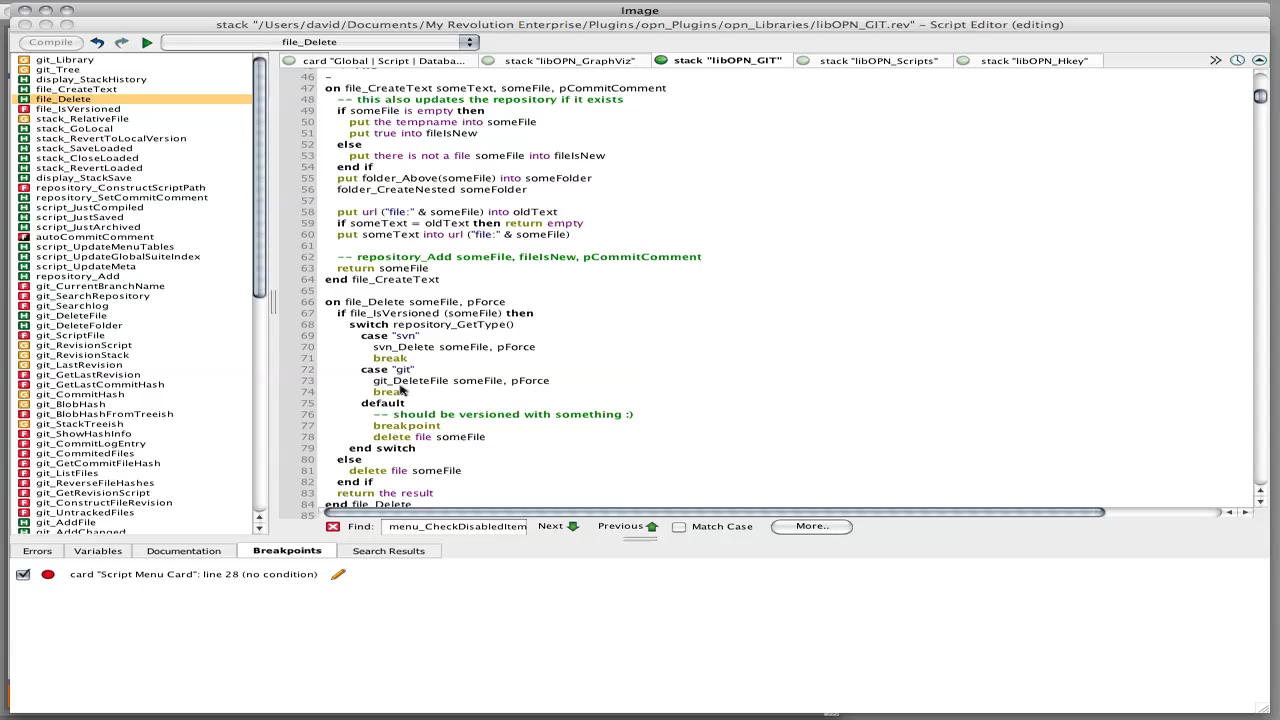 Image
stack "/Users/david/Documents/My Revolution Enterprise/Plugins/opn_Plugins/opn_Libraries/libOPN_GIT.rev" – Script Editor (editing)
Compile
file_Delete
G git_Library
G git_Tree
H display_StackHistory
H file_CreateText
H file_Delete
F file_IsVersioned
G stack_RelativeFile
H stack_GoLocal
H stack_RevertToLocalVersion
H stack_SaveLoaded
H stack_CloseLoaded
H stack_RevertLoaded
H display_StackSave
F repository_ConstructScriptPath
H repository_SetCommitComment
H script_JustCompiled
H script_JustSaved
H script_JustArchived
F autoCommitComment
H script_UpdateMenuTables
H script_UpdateGlobalSuiteIndex
H script_UpdateMeta
H repository_Add
F git_CurrentBranchName
F git_SearchRepository
F git_Searchlog
H git_DeleteFile
H git_DeleteFolder
F git_ScriptFile
G git_RevisionScript
G git_RevisionStack
G git_LastRevision
F git_GetLastRevision
F git_GetLastCommitHash
G git_CommitHash
G git_BlobHash
F git_BlobHashFromTreeish
G git_StackTreeish
F git_ShowHashInfo
F git_CommitLogEntry
F git_CommitedFiles
F git_GetCommitFileHash
F git_ListFiles
F git_ReverseFileHashes
F git_GetRevisionScript
F git_ConstructFileRevision
F git_UntrackedFiles
H git_AddFile
H git_AddChanged
card "Global | Script | Databa...
stack "libOPN_GraphViz"
stack "libOPN_GIT"
stack "libOPN_Scripts"
stack "libOPN_Hkey"
46
47 on file_CreateText someText, someFile, pCommitComment
48 -- this also updates the repository if it exists
49 if someFile is empty then
50 put the tempname into someFile
51 put true into fileIsNew
52 else
53 put there is not a file someFile into fileIsNew
54 end if
55 put folder_Above(someFile) into someFolder
56 folder_CreateNested someFolder
57
58 put url ("file:" & someFile) into oldText
59 if someText = oldText then return empty
60 put someText into url ("file:" & someFile)
61
62 -- repository_Add someFile, fileIsNew, pCommitComment
63 return someFile
64 end file_CreateText
65
66 on file_Delete someFile, pForce
67 if file_IsVersioned (someFile) then
68 switch repository_GetType()
69 case "svn"
70 svn_Delete someFile, pForce
71 break
72 case "git"
73 git_DeleteFile someFile, pForce
74 break
75 default
76 -- should be versioned with something :)
77 breakpoint
78 delete file someFile
79 end switch
80 else
81 delete file someFile
82 end if
83 return the result
84 end file_Delete
85
Find: menu_CheckDisabledItem Next Previous Match Case More..
Errors Variables Documentation Breakpoints Search Results
card "Script Menu Card": line 28 (no condition)